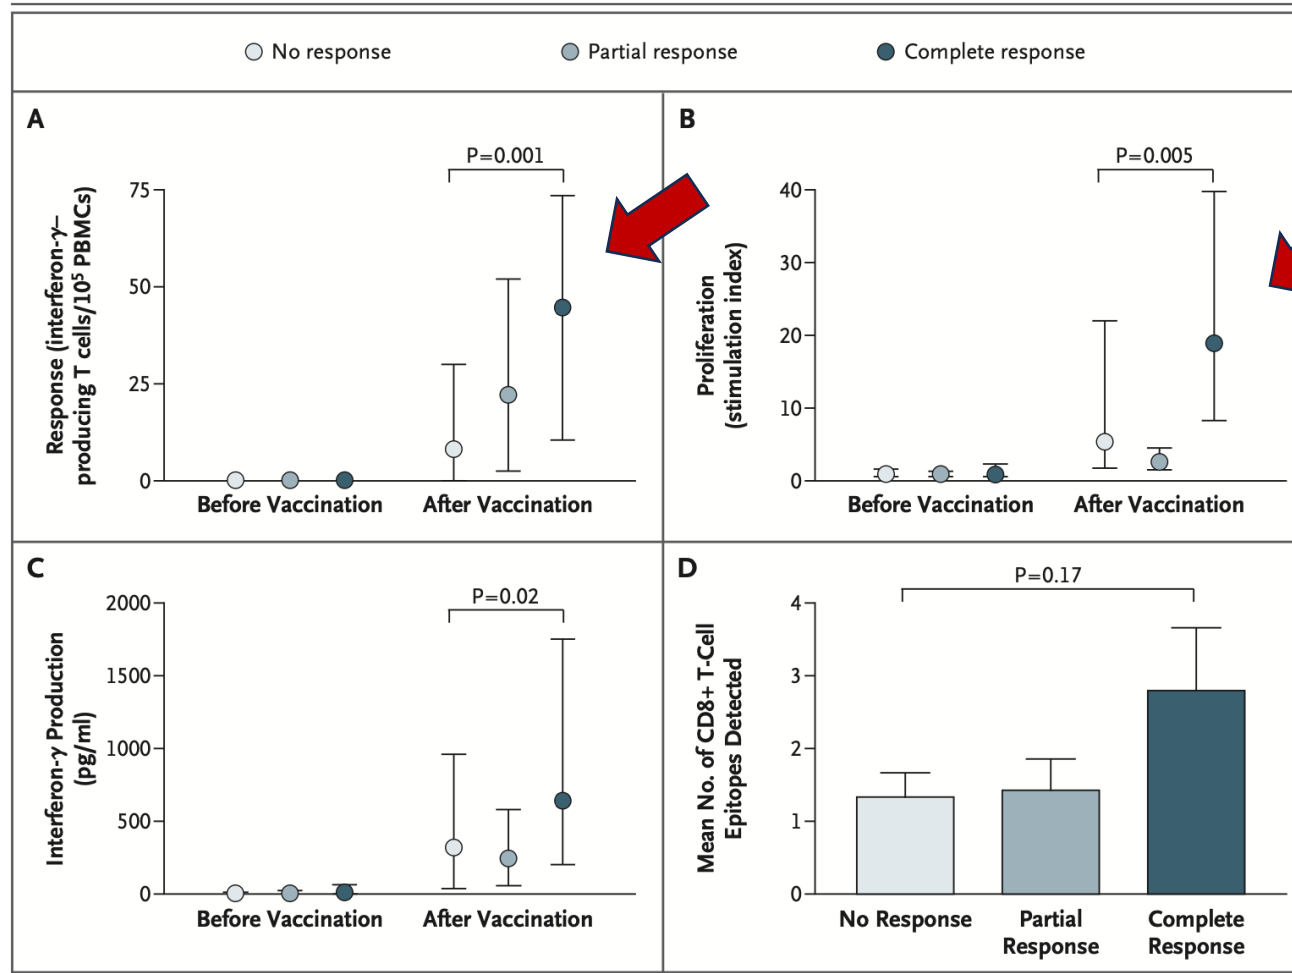 No response
Partial response
Complete response
A
P=0.001
Response (interferon-γ–
producing T cells/10⁵ PBMCs)
75
50
25
0
Before Vaccination
After Vaccination
B
P=0.005
Proliferation
(stimulation index)
40
30
20
10
0
Before Vaccination
After Vaccination
C
P=0.02
Interferon-γ Production
(pg/ml)
2000
1500
1000
500
0
Before Vaccination
After Vaccination
D
P=0.17
Mean No. of CD8+ T-Cell
Epitopes Detected
4
3
2
1
0
No Response
Partial
Response
Complete
Response